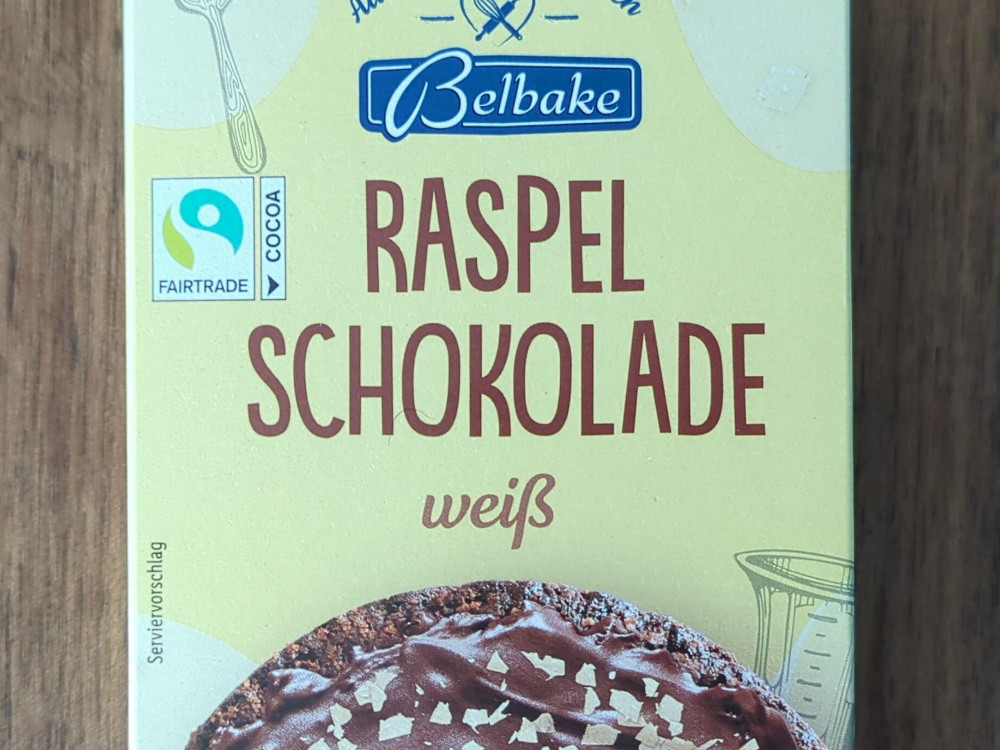 Belbake
FAIRTRADE
COCOA
RASPEL
SCHOKOLADE
weiß
Serviervorschlag